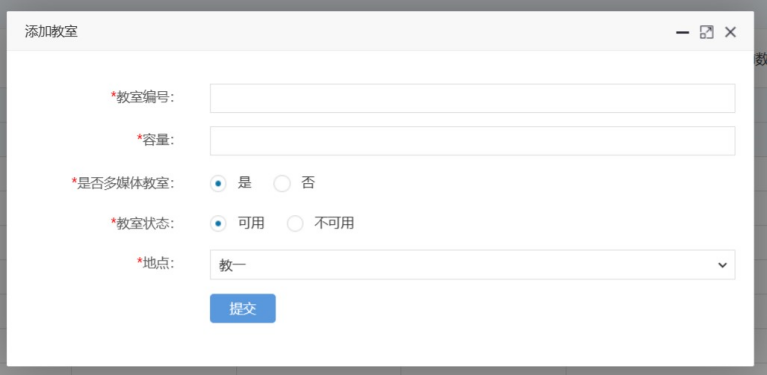 添加教室
*教室编号:
*容量:
*是否多媒体教室: 是 否
*教室状态: 可用 不可用
*地点: 教一
提交
数